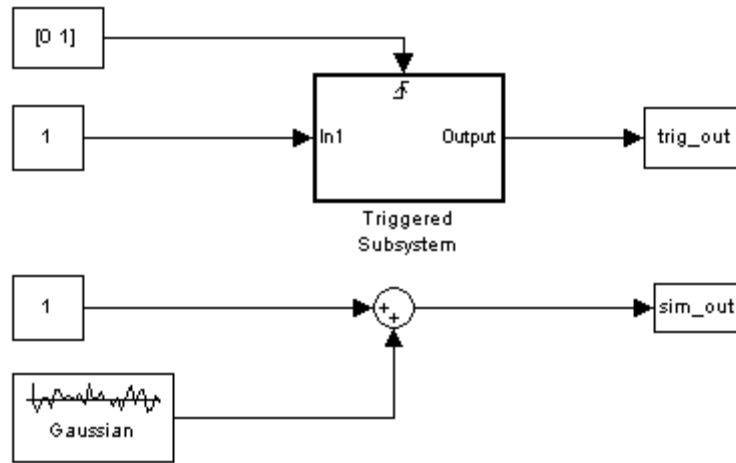 [0 1]
1
In1
Output
trig_out
Triggered
Subsystem
1
+
+
sim_out
Gaussian